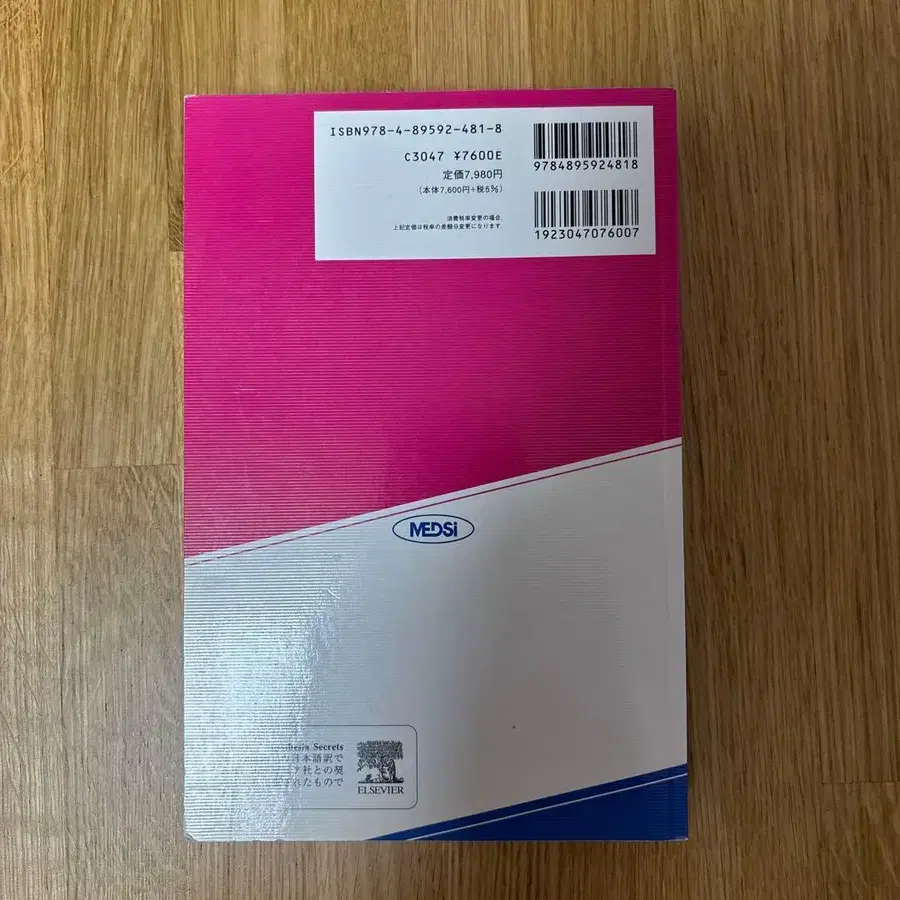 ISBN978-4-89592-481-8
C3047 ¥7600E
定価7,980円
(本体7,600円+税5%)
消費税率変更の場合,
上記定価は税率の差額分変更になります.
9784895924818
1923047076007
MEDSi
Secrets
日本語訳で
社との契
れたもので
ELSEVIER